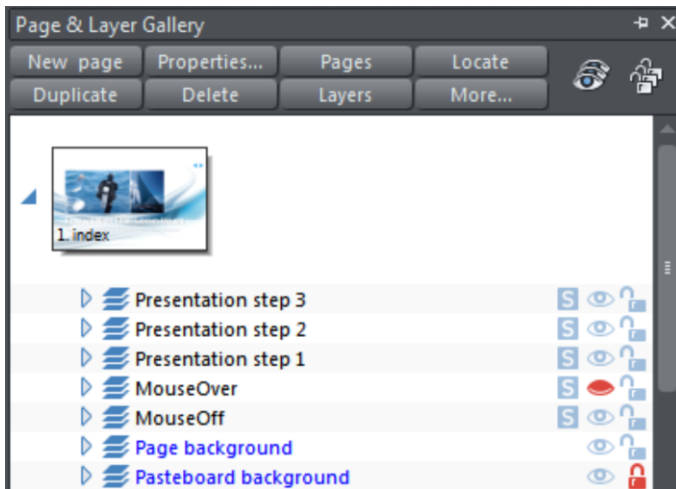 Page & Layer Gallery
New page Properties... Pages Locate
Duplicate Delete Layers More...
1. index
Presentation step 3 S
Presentation step 2 S
Presentation step 1 S
MouseOver S
MouseOff S
Page background
Pasteboard background